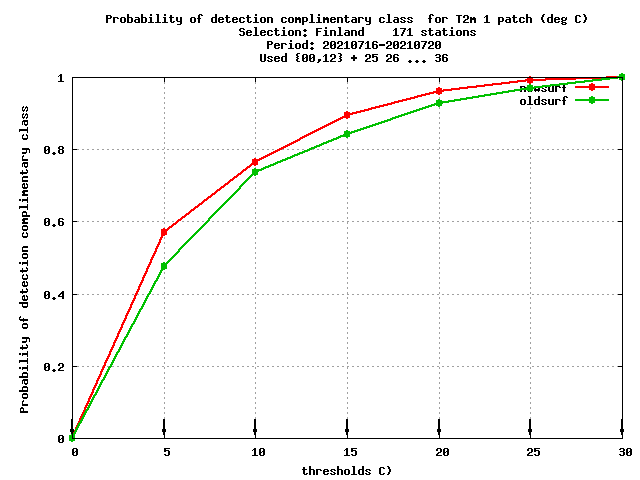 Probability of detection complimentary class  for T2m 1 patch (deg C)
Selection: Finland    171 stations
Period: 20210716-20210720
Used {00,12} + 25 26 ... 36
newsurf
oldsurf
Probability of detection complimentary class
1
0.8
0.6
0.4
0.2
0
0 5 10 15 20 25 30
thresholds C)